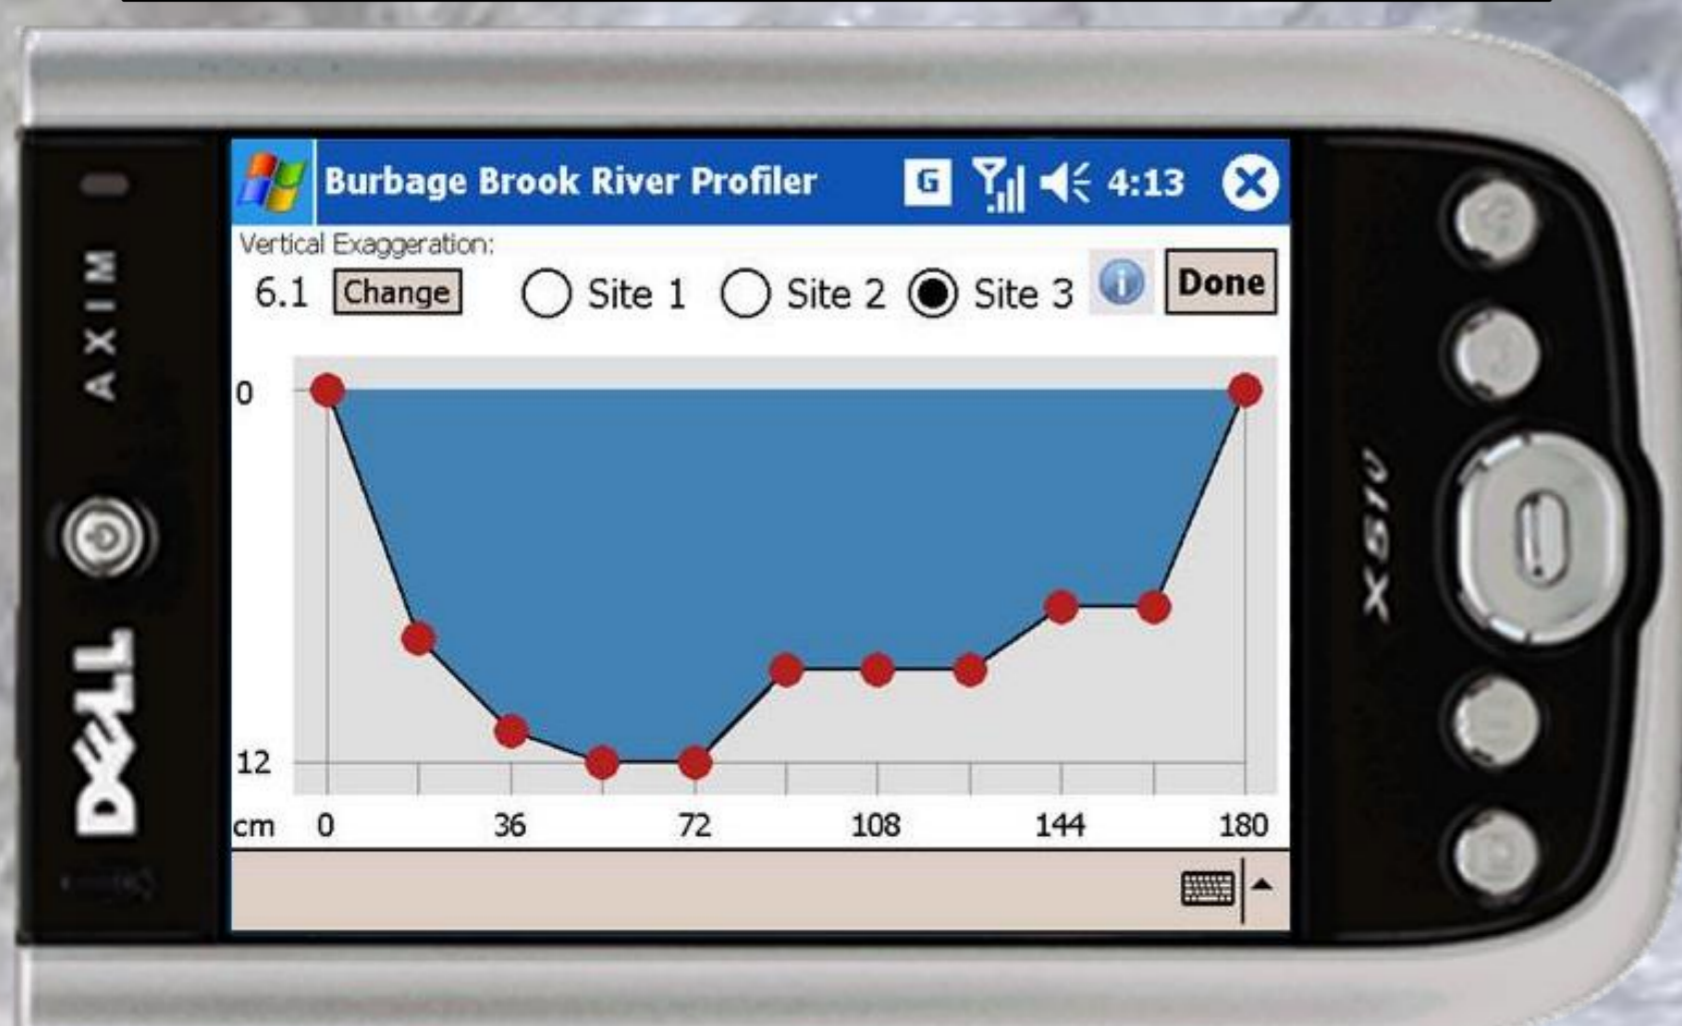 Burbage Brook River Profiler 4:13
Vertical Exaggeration:
6.1 Change Site 1 Site 2 Site 3 Done
0
12
cm 0 36 72 108 144 180
AXIM
DELL
X51v